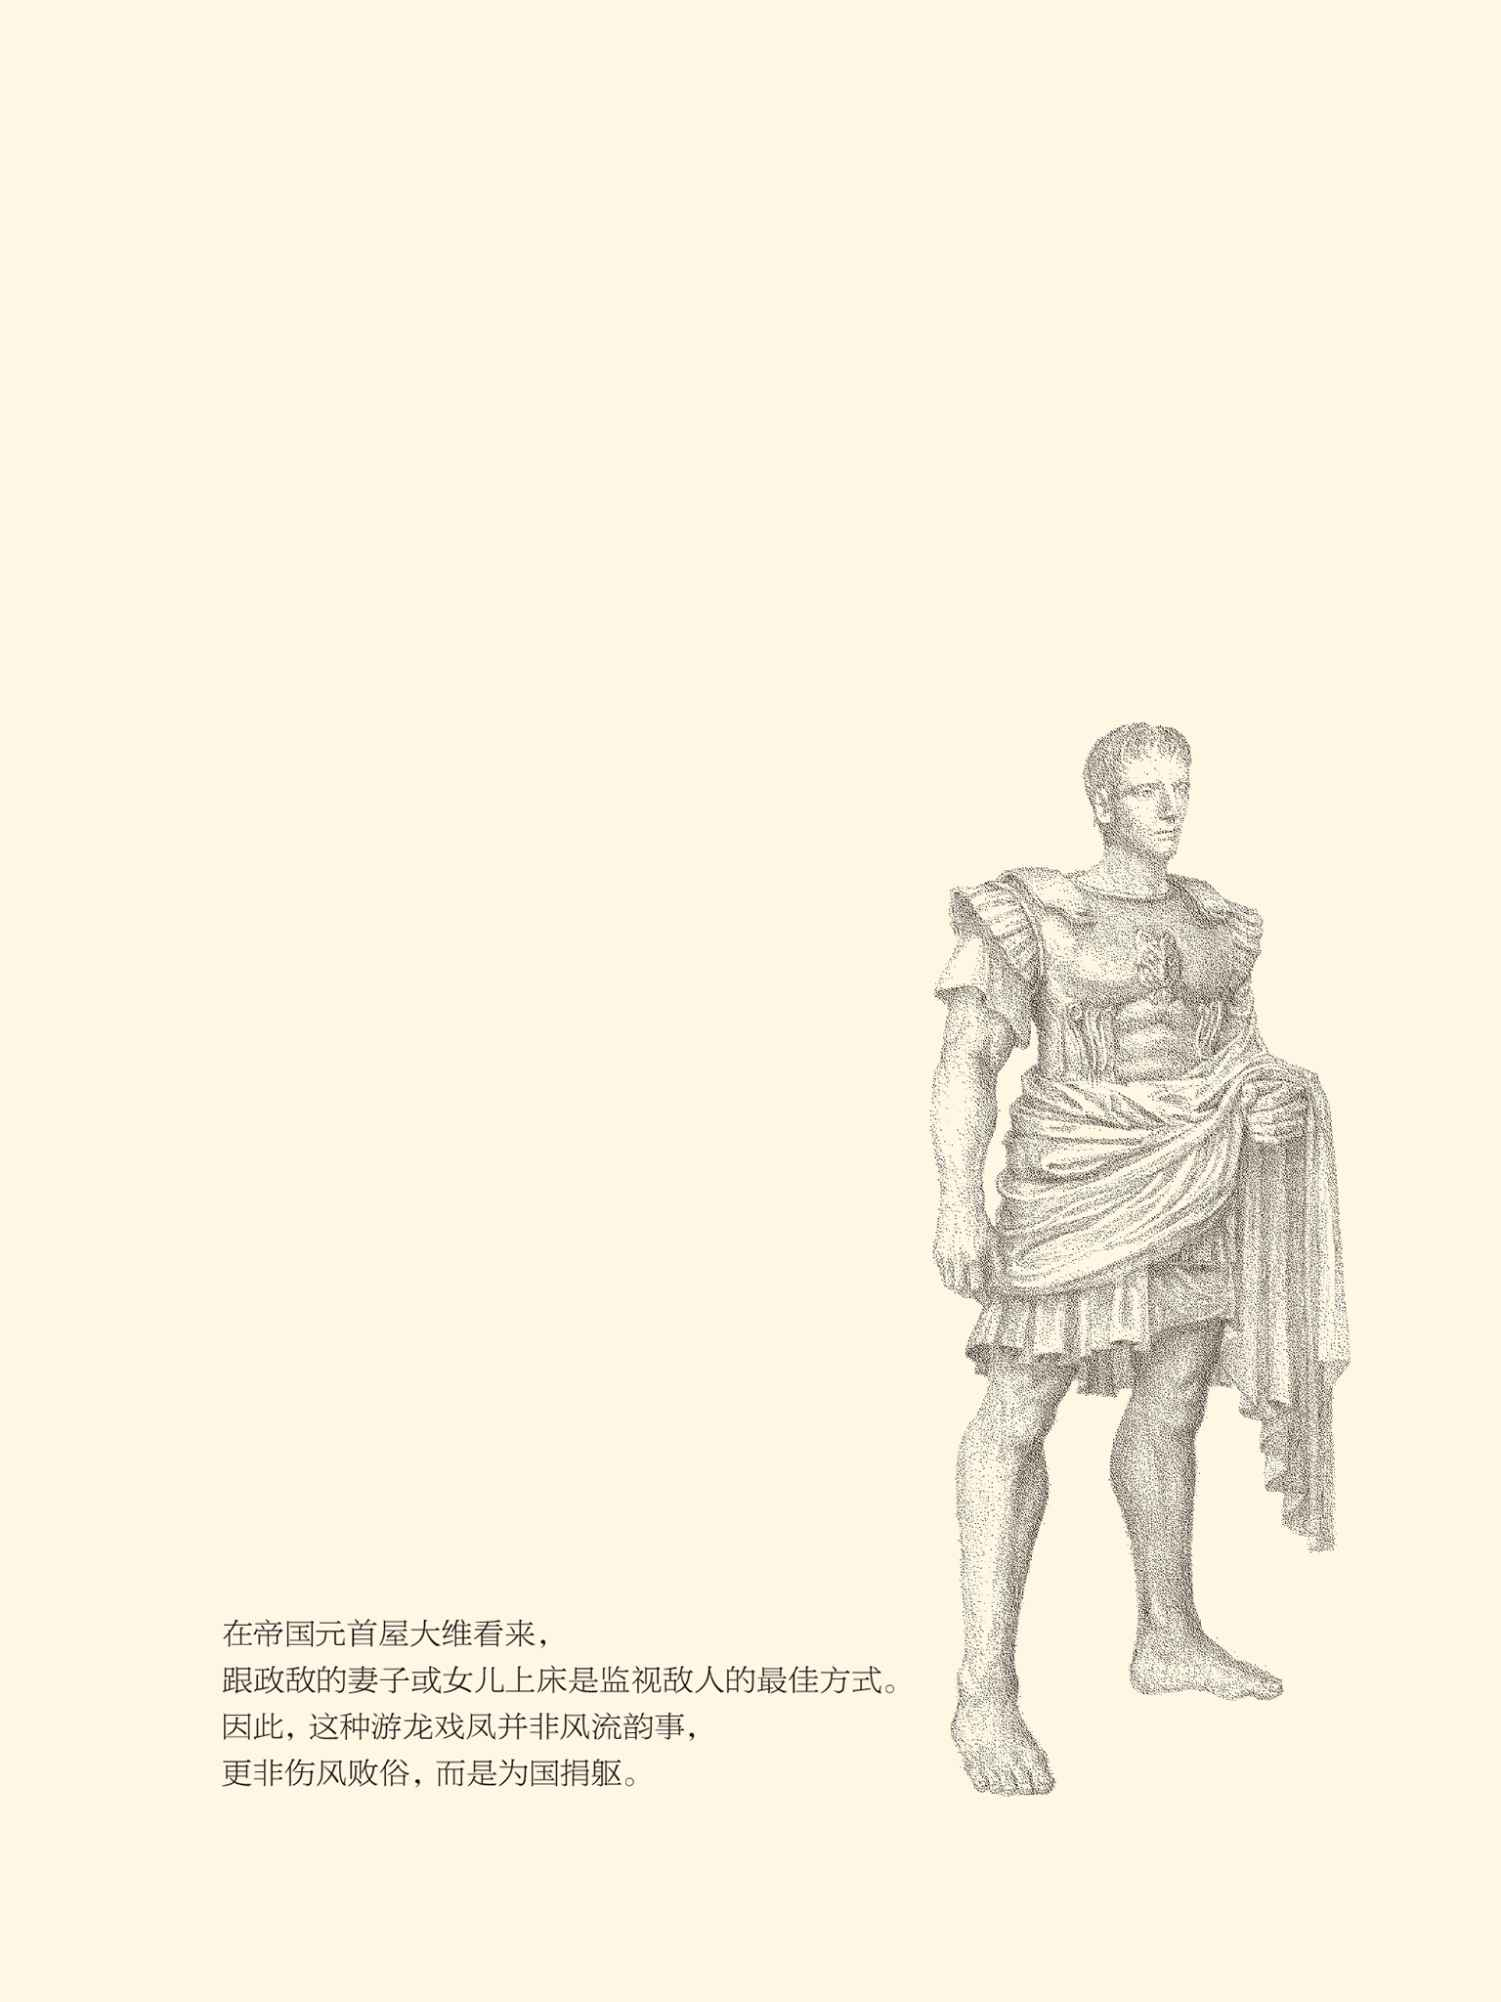 在帝国元首屋大维看来，
跟政敌的妻子或女儿上床是监视敌人的最佳方式。
因此，这种游龙戏凤并非风流韵事，
更非伤风败俗，而是为国捐躯。